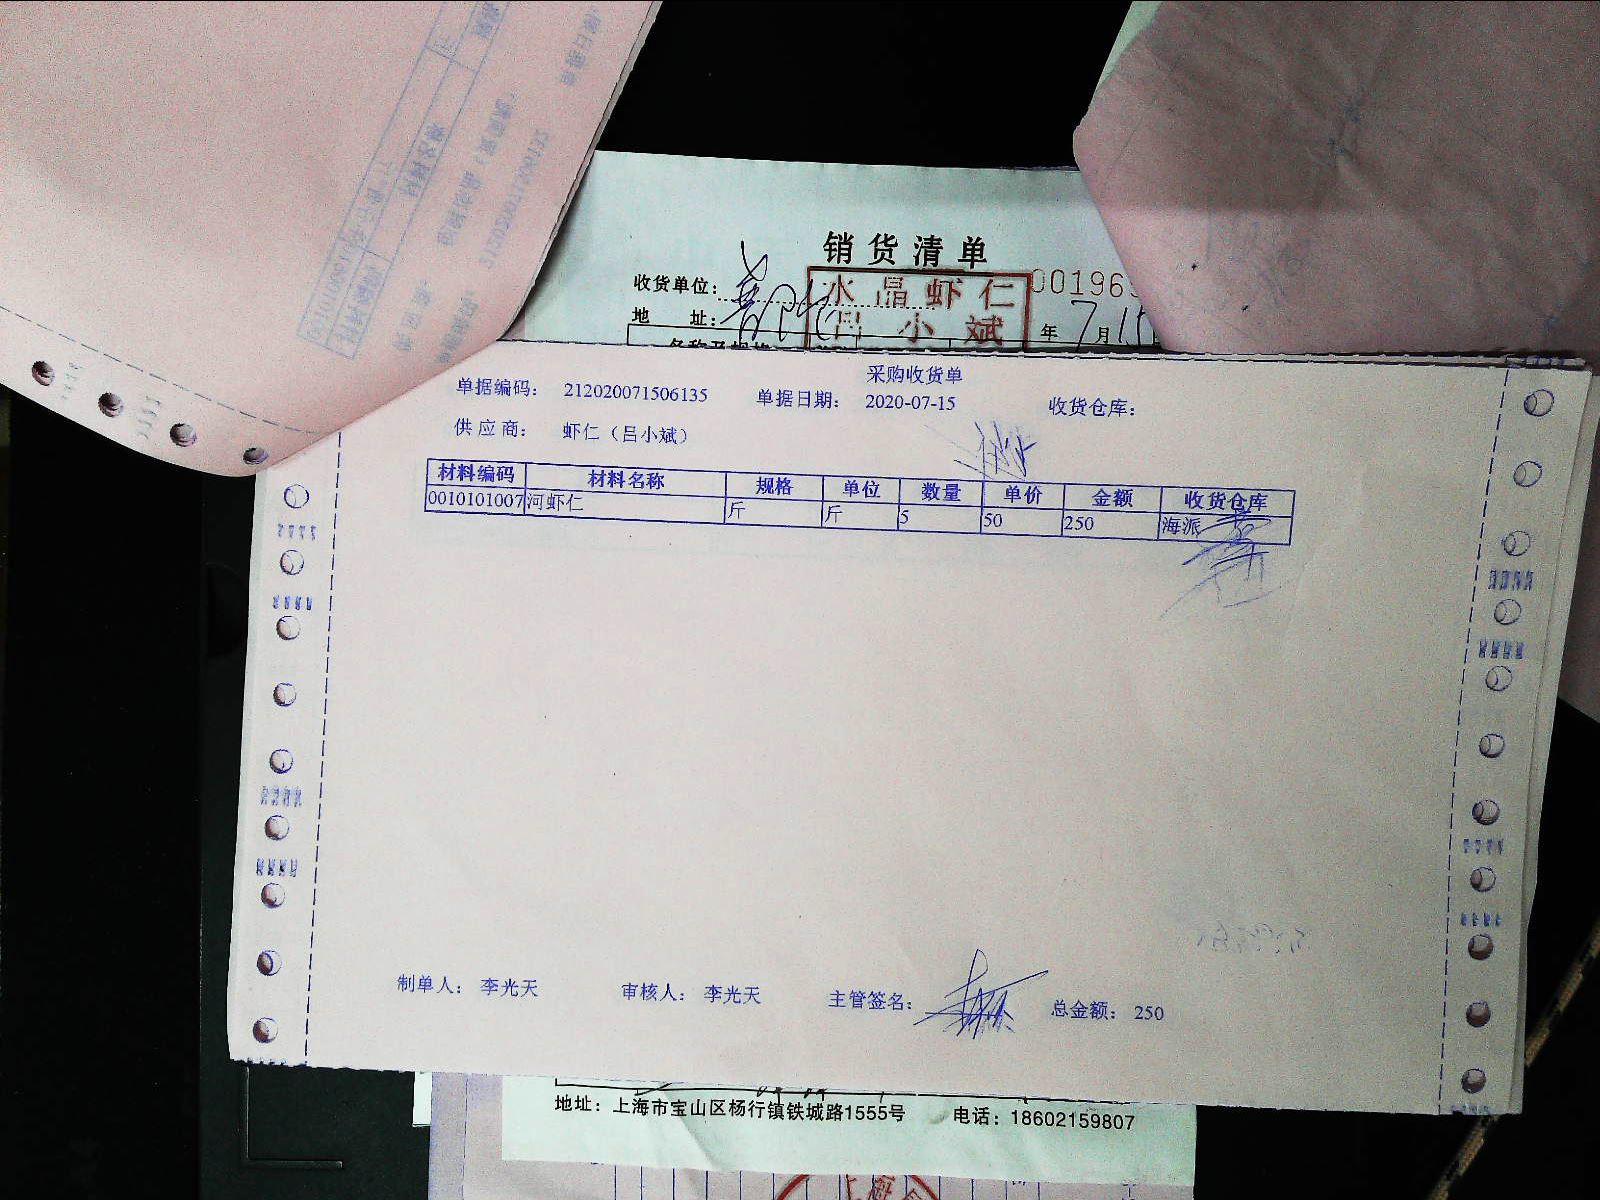 销货清单
收货单位：
水晶虾仁
00196
地 址：
吕小斌
年 7月15
采购收货单
单据编码： 212020071506135 单据日期： 2020-07-15 收货仓库：
供应商： 虾仁（吕小斌）
材料编码 材料名称 规格 单位 数量 单价 金额 收货仓库
0010101007 河虾仁 斤 斤 5 50 250 海派
制单人： 李光天 审核人： 李光天 主管签名： 总金额： 250
地址：上海市宝山区杨行镇铁城路1555号 电话：18602159807
上海